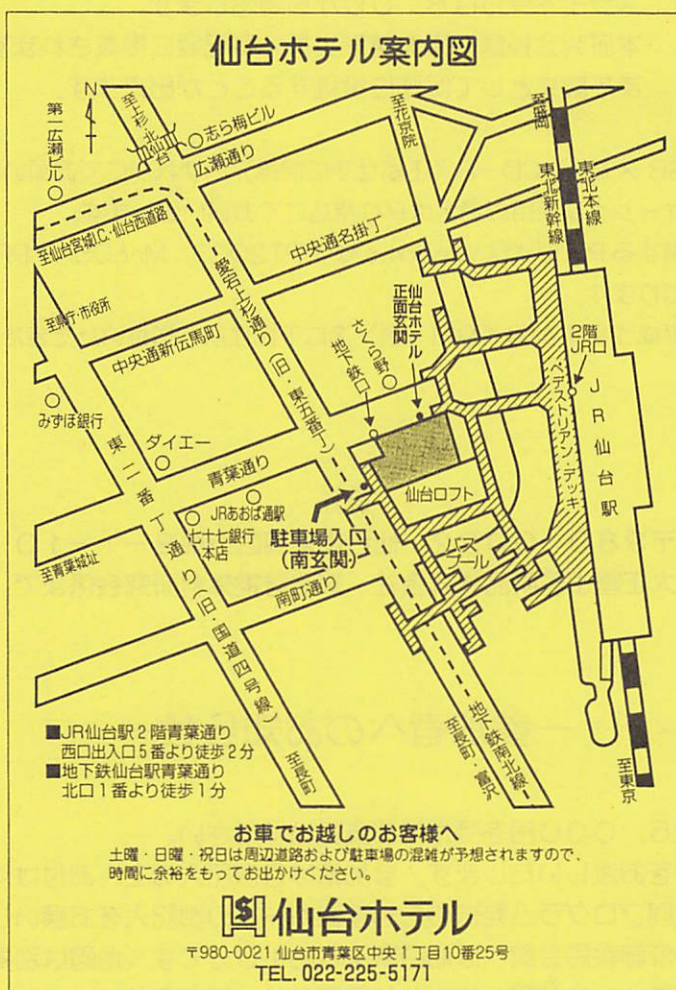 仙台ホテル案内図
N
至上杉・北仙台
志ら梅ビル
広瀬通り
第一広瀬ビル
至花京院
至盛岡
東北本線
東北新幹線
至仙台宮城I.C.・仙台西道路
中央通名掛丁
愛宕上杉通り(旧・東五番丁)
至県庁・市役所
中央通新伝馬町
さくら野
地下鉄口
仙台ホテル
正面玄関
2階
JR口
ペデストリアン・デッキ
JR仙台駅
みずほ銀行
ダイエー
青葉通り
東二番丁通り(旧・国道四号線)
JRあおば通駅
七十七銀行
本店
駐車場入口
(南玄関)
仙台ロフト
バス
プール
至青葉城址
南町通り
地下鉄南北線
至長町・富沢
至長町
至東京
■JR仙台駅2階青葉通り
西口出入口5番より徒歩2分
■地下鉄仙台駅青葉通り
北口1番より徒歩1分
お車でお越しのお客様へ
土曜・日曜・祝日は周辺道路および駐車場の混雑が予想されますので、
時間に余裕をもってお出かけください。
仙台ホテル
〒980-0021 仙台市青葉区中央1丁目10番25号
TEL. 022-225-5171